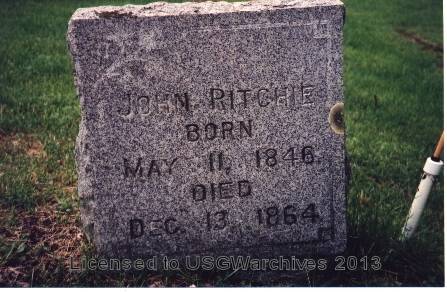 JOHN RITCHIE
BORN
MAY 11, 1846.
DIED
DEC. 13, 1864.
Licensed to USGWarchives 2013